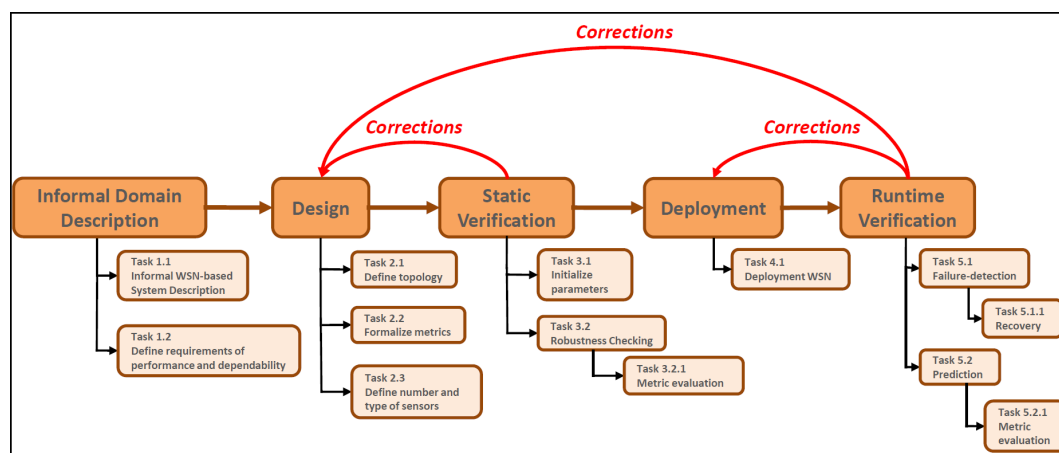 Corrections
Corrections
Corrections
Informal Domain
Description
Design
Static
Verification
Deployment
Runtime
Verification
Task 1.1
Informal WSN-based
System Description
Task 1.2
Define requirements of
performance and dependability
Task 2.1
Define topology
Task 2.2
Formalize metrics
Task 2.3
Define number and
type of sensors
Task 3.1
Initialize
parameters
Task 3.2
Robustness Checking
Task 3.2.1
Metric evaluation
Task 4.1
Deployment WSN
Task 5.1
Failure-detection
Task 5.1.1
Recovery
Task 5.2
Prediction
Task 5.2.1
Metric
evaluation